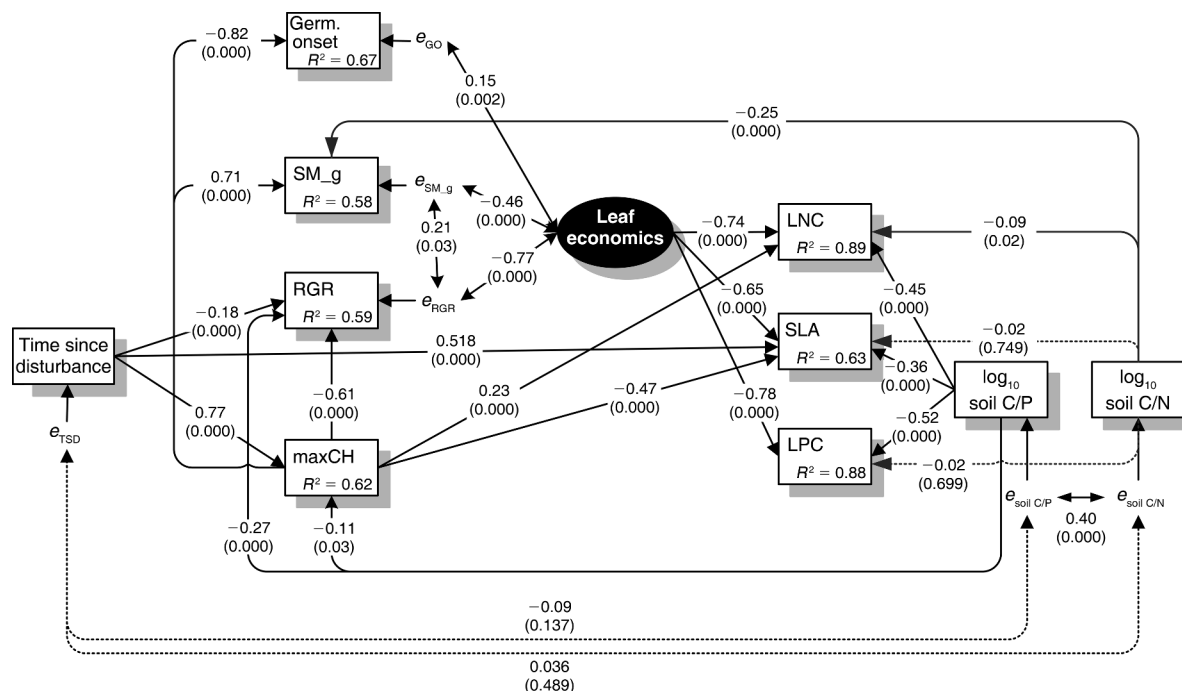 −0.82
(0.000)
Germ.
onset
R² = 0.67
eGO
0.15
(0.002)
−0.25
(0.000)
0.71
(0.000)
SM_g
R² = 0.58
eSM_g
−0.46
(0.000)
0.21
(0.03)
−0.77
(0.000)
Leaf
economics
−0.74
(0.000)
LNC
R² = 0.89
−0.09
(0.02)
−0.18
(0.000)
RGR
R² = 0.59
eRGR
−0.65
(0.000)
−0.45
(0.000)
Time since
disturbance
0.518
(0.000)
SLA
R² = 0.63
−0.02
(0.749)
−0.36
(0.000)
log₁₀
soil C/P
log₁₀
soil C/N
eTSD
0.77
(0.000)
−0.61
(0.000)
0.23
(0.000)
−0.47
(0.000)
−0.78
(0.000)
−0.52
(0.000)
maxCH
R² = 0.62
LPC
R² = 0.88
−0.02
(0.699)
esoil C/P
esoil C/N
0.40
(0.000)
−0.27
(0.000)
−0.11
(0.03)
−0.09
(0.137)
0.036
(0.489)